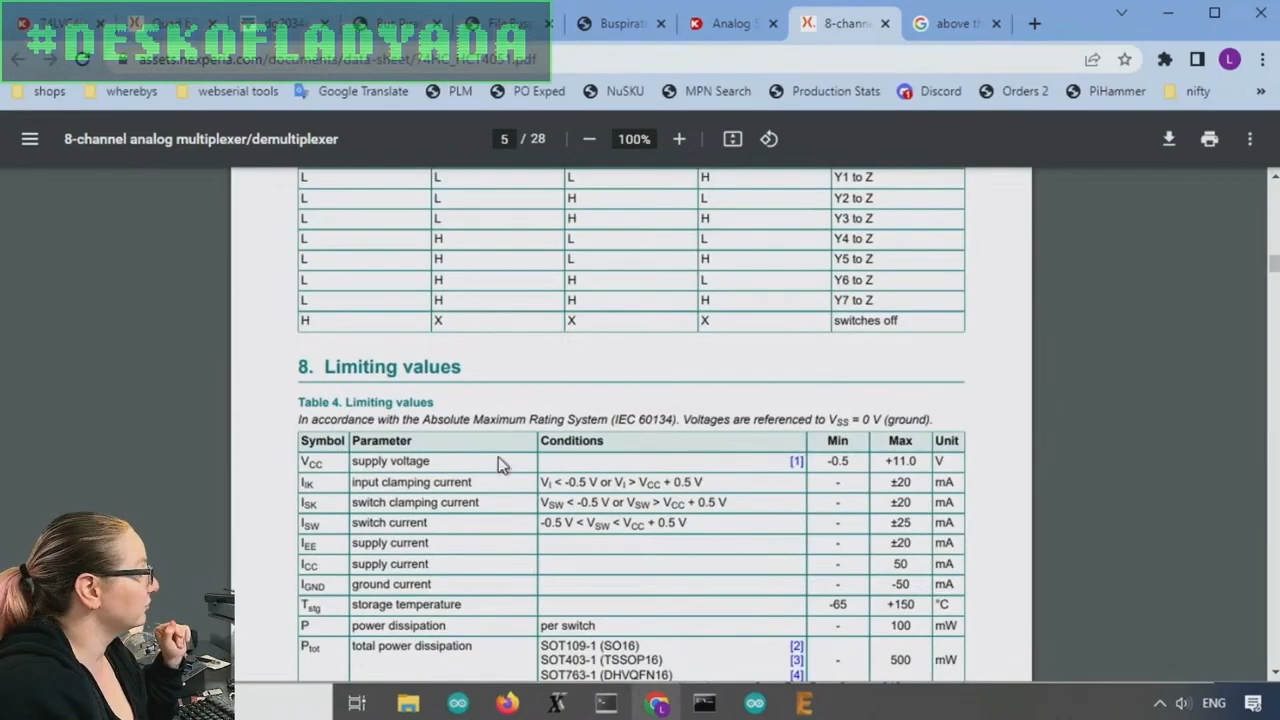 #DESKOFLADYADA
Buspirat
Analog S
8-chann
above th
assets.nexperia.com/documents/data-sheet/74HC_HCT4051.pdf
shops
whereby
webserial tools
Google Translate
PLM
PO Exped
NuSKU
MPN Search
Production Stats
Discord
Orders 2
PiHammer
nifty
»
8-channel analog multiplexer/demultiplexer
5 / 28
100%
L L L H Y1 to Z
L L H L Y2 to Z
L L H H Y3 to Z
L H L L Y4 to Z
L H L H Y5 to Z
L H H L Y6 to Z
L H H H Y7 to Z
H X X X switches off
8. Limiting values
Table 4. Limiting values
In accordance with the Absolute Maximum Rating System (IEC 60134). Voltages are referenced to VSS = 0 V (ground).
Symbol Parameter Conditions Min Max Unit
VCC supply voltage [1] -0.5 +11.0 V
IIK input clamping current VI < -0.5 V or VI > VCC + 0.5 V - ±20 mA
ISK switch clamping current VSW < -0.5 V or VSW > VCC + 0.5 V - ±20 mA
ISW switch current -0.5 V < VSW < VCC + 0.5 V - ±25 mA
IEE supply current - ±20 mA
ICC supply current - 50 mA
IGND ground current - -50 mA
Tstg storage temperature -65 +150 °C
P power dissipation per switch - 100 mW
Ptot total power dissipation SOT109-1 (SO16) [2]
SOT403-1 (TSSOP16) [3] - 500 mW
SOT763-1 (DHVQFN16) [4]
ENG